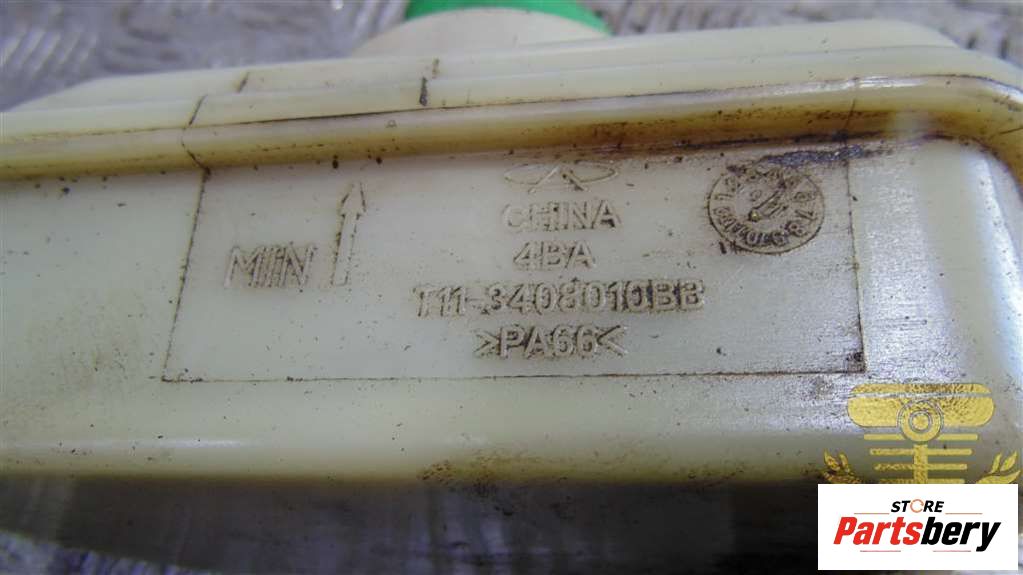 CHINA
MIN
4BA
T11-3408010BB
>PA66<
STORE
Partsbery